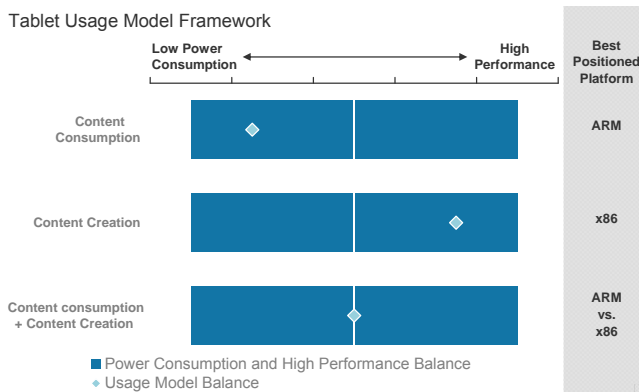 Tablet Usage Model Framework
Low Power
Consumption
High
Performance
Best
Positioned
Platform
Content
Consumption
ARM
Content Creation
x86
Content consumption
+ Content Creation
ARM
vs.
x86
Power Consumption and High Performance Balance
Usage Model Balance